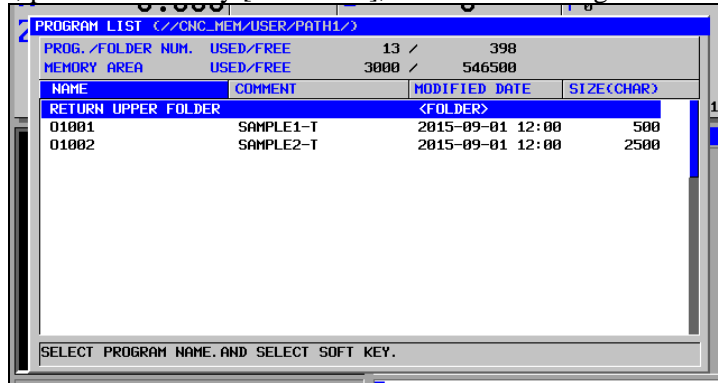 PROGRAM LIST (//CNC_MEM/USER/PATH1/)
PROG./FOLDER NUM. USED/FREE 13 / 398
MEMORY AREA USED/FREE 3000 / 546500
NAME COMMENT MODIFIED DATE SIZE(CHAR)
RETURN UPPER FOLDER <FOLDER>
O1001 SAMPLE1-T 2015-09-01 12:00 500
O1002 SAMPLE2-T 2015-09-01 12:00 2500
SELECT PROGRAM NAME.AND SELECT SOFT KEY.